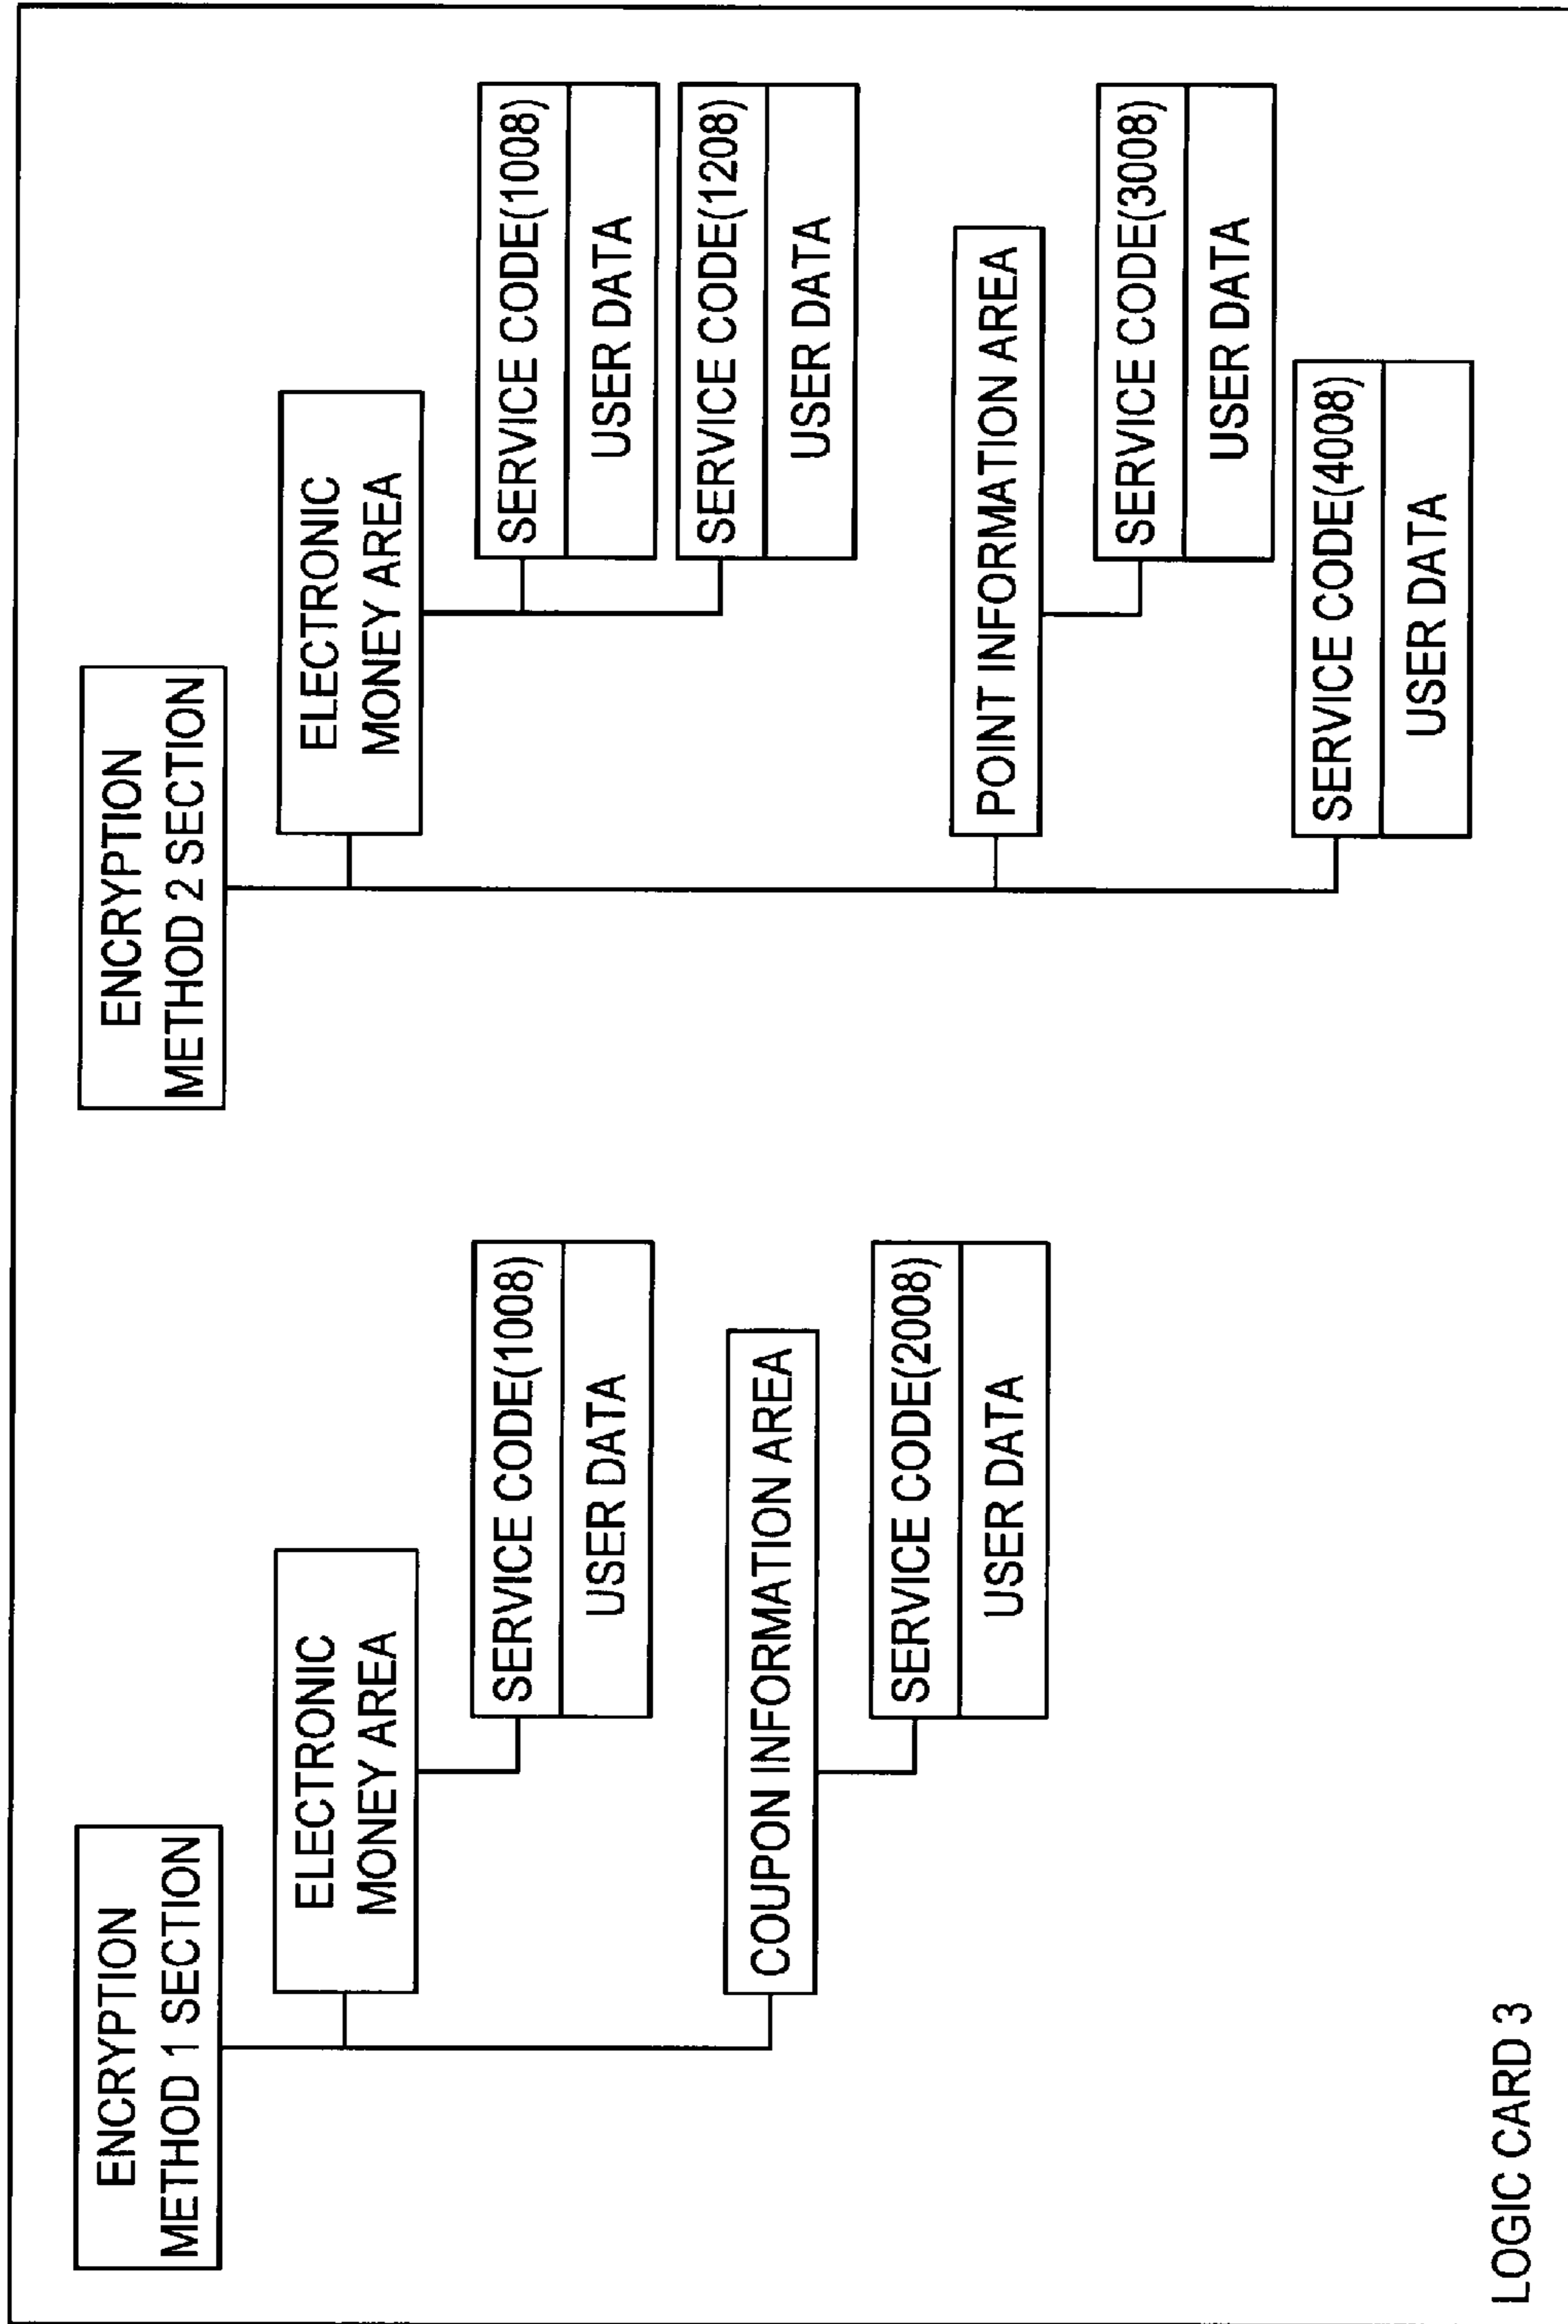 ENCRYPTION
METHOD 1 SECTION
ELECTRONIC
MONEY AREA
SERVICE CODE(1008)
USER DATA
COUPON INFORMATION AREA
SERVICE CODE(2008)
USER DATA
ENCRYPTION
METHOD 2 SECTION
ELECTRONIC
MONEY AREA
SERVICE CODE(1008)
USER DATA
SERVICE CODE(1208)
USER DATA
POINT INFORMATION AREA
SERVICE CODE(3008)
USER DATA
SERVICE CODE(4008)
USER DATA
LOGIC CARD 3